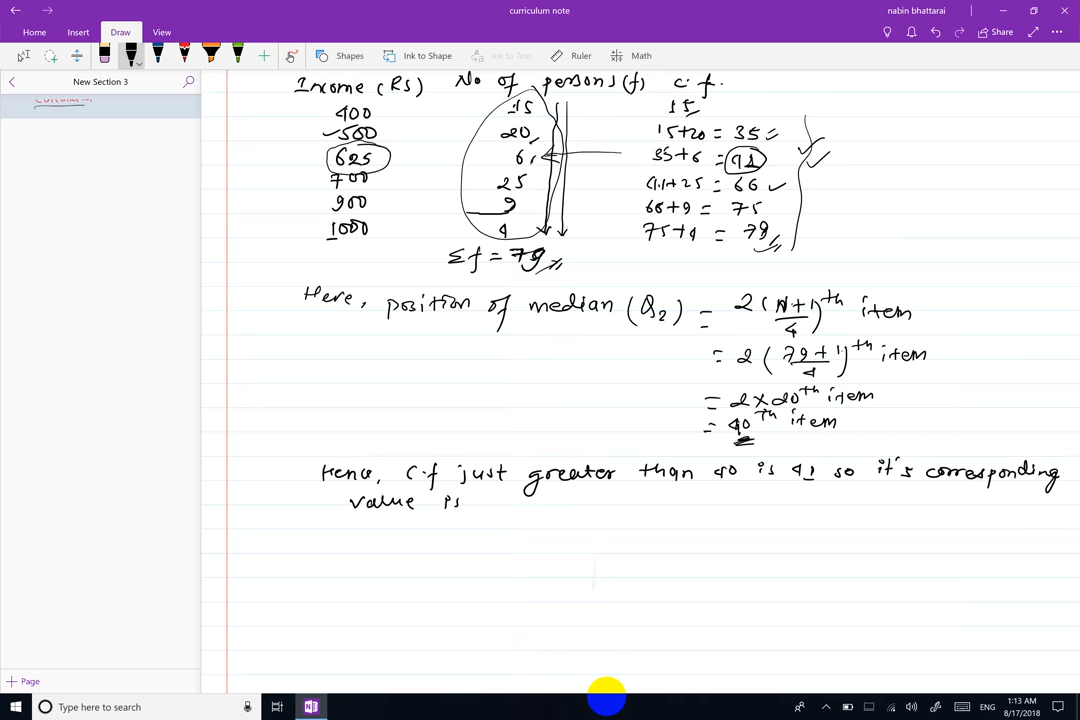 curriculum note
nabin bhattarai
Home Insert Draw View
Share
Shapes Ink to Shape Ink to Text Ruler Math
New Section 3
Income (Rs) No of persons (f) c.f.
400 15 15
500 20 15+20 = 35
625 6 35+6 = 41
700 25 41+25 = 66
900 9 66+9 = 75
1000 4 75+4 = 79
Σf = 79
Here, position of median (Q2) = 2(N+1/4)th item
= 2(79+1/4)th item
= 2×20th item
= 40th item
Hence, C.f just greater than 40 is 41 so it's corresponding
value is
+ Page
Type here to search
ENG
1:13 AM
8/17/2018